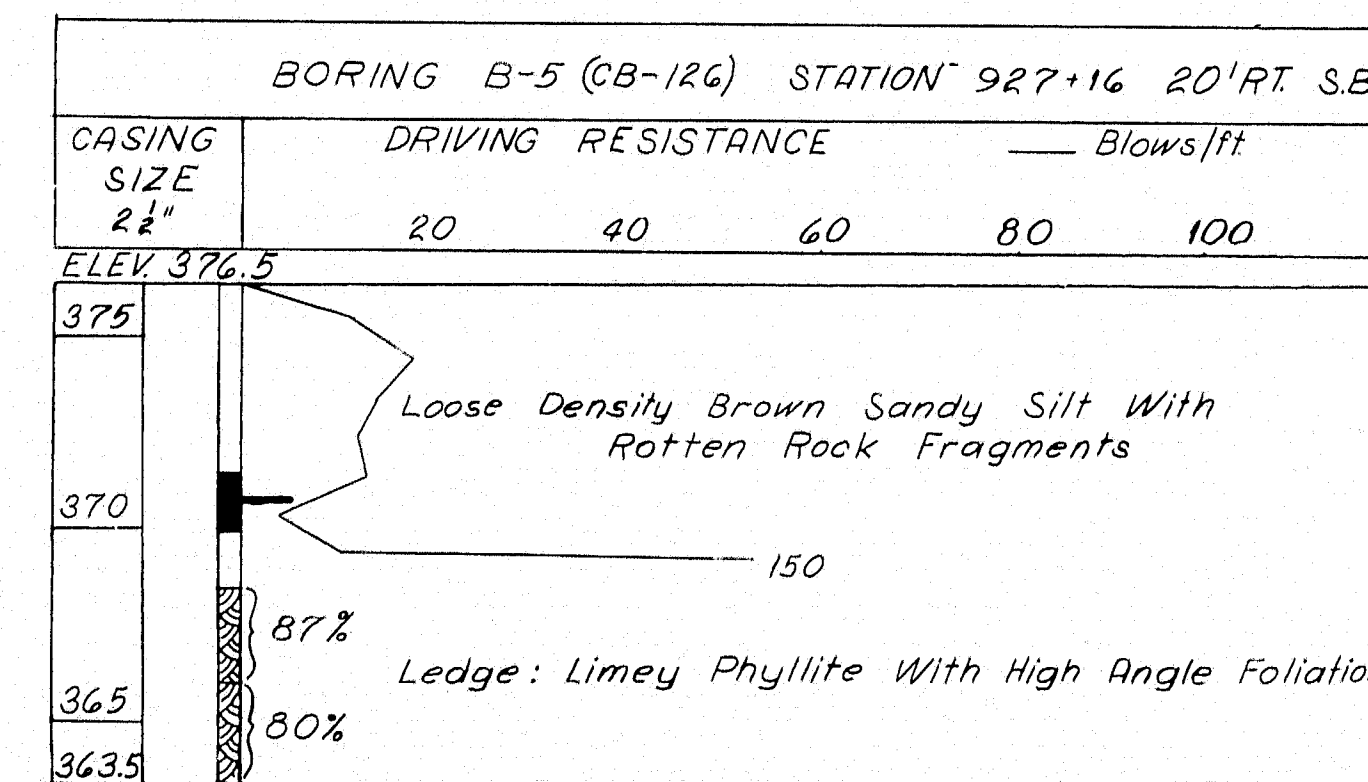 BORING B-5 (CB-126) STATION 927+16 20' RT. S.B
CASING SIZE 2 1/2"
DRIVING RESISTANCE
Blows/ft.
20 40 60 80 100
ELEV. 376.5
375
Loose Density Brown Sandy Silt With
Rotten Rock Fragments
370
150
87%
Ledge: Limey Phyllite With High Angle Foliatio
365
80%
363.5